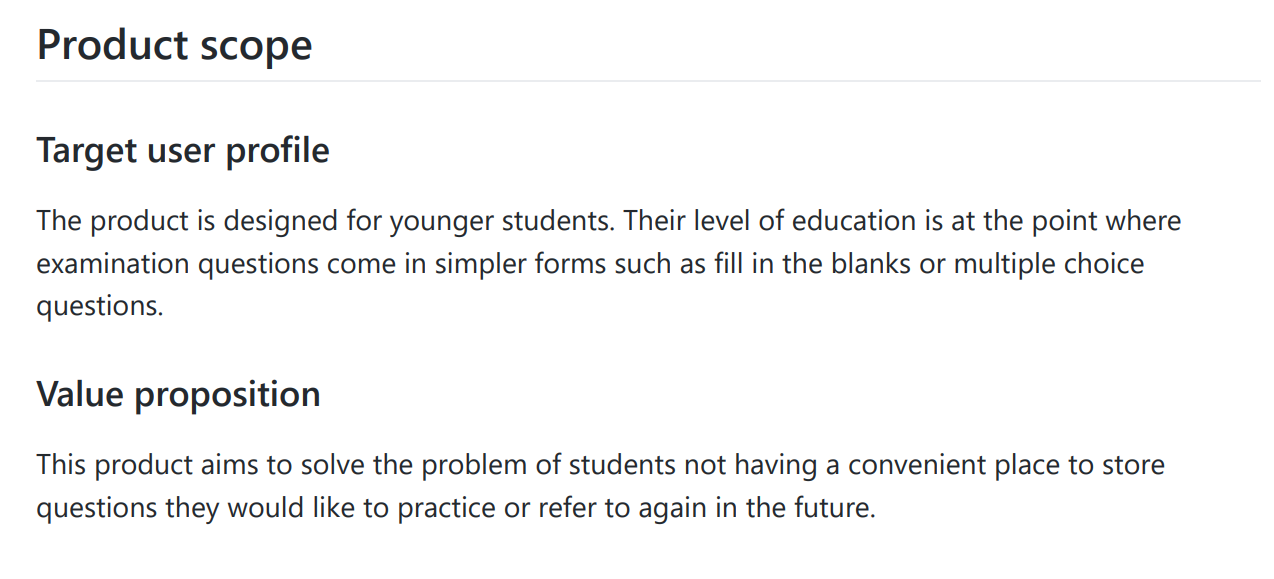 Product scope
Target user profile
The product is designed for younger students. Their level of education is at the point where
examination questions come in simpler forms such as fill in the blanks or multiple choice
questions.
Value proposition
This product aims to solve the problem of students not having a convenient place to store
questions they would like to practice or refer to again in the future.